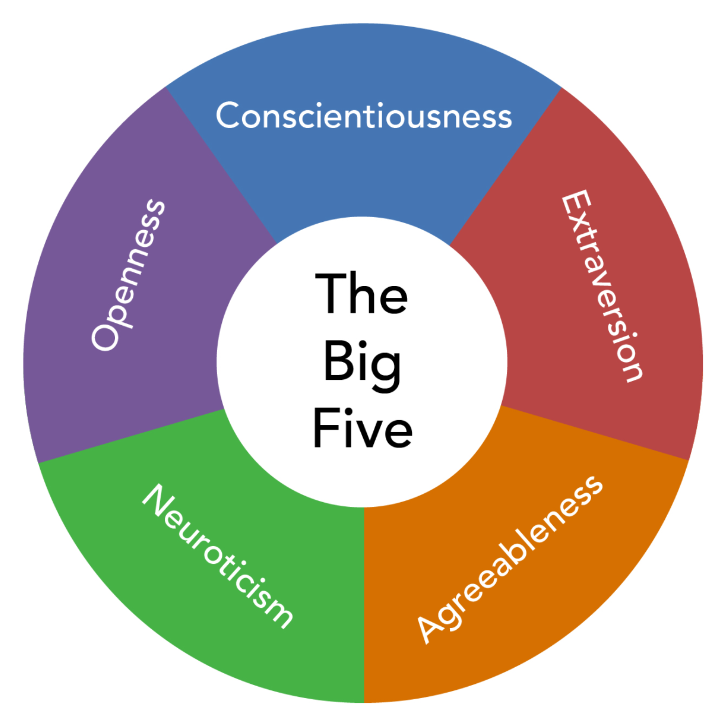 Conscientiousness
Extraversion
Agreeableness
Neuroticism
Openness
The
Big
Five